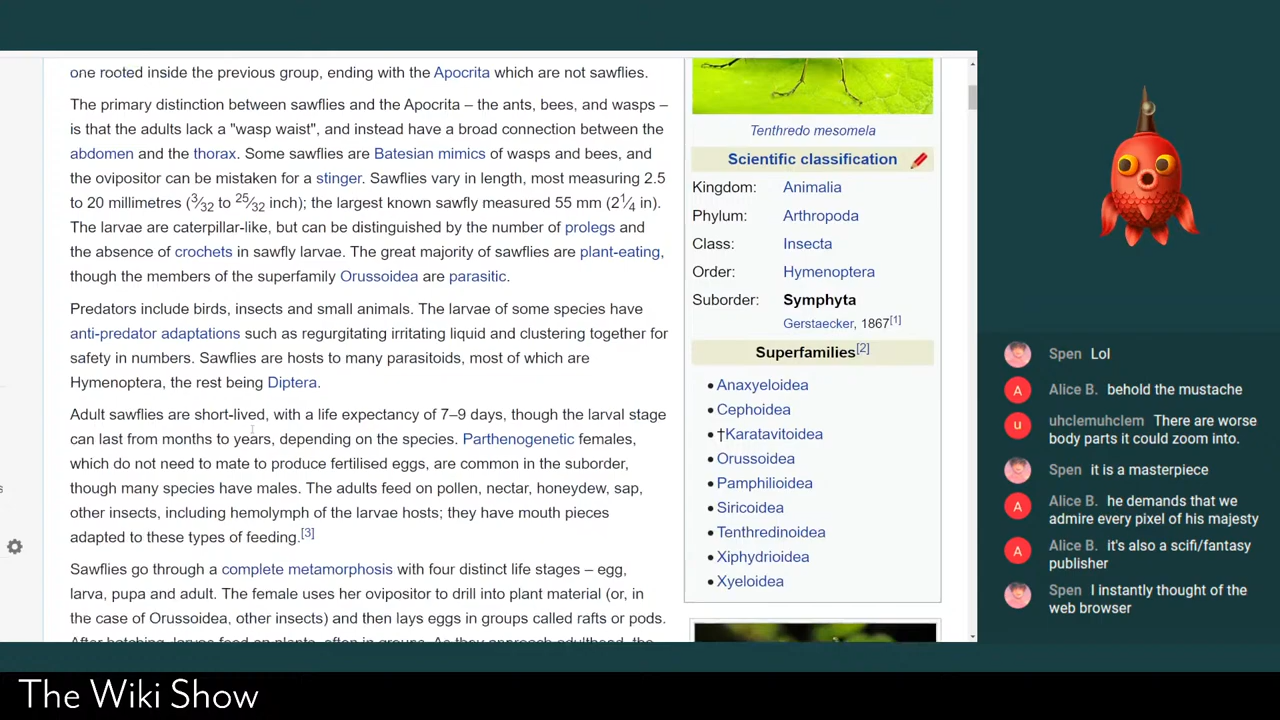 one rooted inside the previous group, ending with the Apocrita which are not sawflies.
The primary distinction between sawflies and the Apocrita – the ants, bees, and wasps –
is that the adults lack a "wasp waist", and instead have a broad connection between the
abdomen and the thorax. Some sawflies are Batesian mimics of wasps and bees, and
the ovipositor can be mistaken for a stinger. Sawflies vary in length, most measuring 2.5
to 20 millimetres (3⁄32 to 25⁄32 inch); the largest known sawfly measured 55 mm (2 1⁄4 in).
The larvae are caterpillar-like, but can be distinguished by the number of prolegs and
the absence of crochets in sawfly larvae. The great majority of sawflies are plant-eating,
though the members of the superfamily Orussoidea are parasitic.
Predators include birds, insects and small animals. The larvae of some species have
anti-predator adaptations such as regurgitating irritating liquid and clustering together for
safety in numbers. Sawflies are hosts to many parasitoids, most of which are
Hymenoptera, the rest being Diptera.
Adult sawflies are short-lived, with a life expectancy of 7–9 days, though the larval stage
can last from months to years, depending on the species. Parthenogenetic females,
which do not need to mate to produce fertilised eggs, are common in the suborder,
though many species have males. The adults feed on pollen, nectar, honeydew, sap,
other insects, including hemolymph of the larvae hosts; they have mouth pieces
adapted to these types of feeding.[3]
Sawflies go through a complete metamorphosis with four distinct life stages – egg,
larva, pupa and adult. The female uses her ovipositor to drill into plant material (or, in
the case of Orussoidea, other insects) and then lays eggs in groups called rafts or pods.
After hatching, larvae feed on plants, often in groups. As they approach adulthood, the
Tenthredo mesomela
Scientific classification
Kingdom: Animalia
Phylum: Arthropoda
Class: Insecta
Order: Hymenoptera
Suborder: Symphyta
Gerstaecker, 1867[1]
Superfamilies[2]
• Anaxyeloidea
• Cephoidea
• †Karatavitoidea
• Orussoidea
• Pamphilioidea
• Siricoidea
• Tenthredinoidea
• Xiphydrioidea
• Xyeloidea
Spen Lol
A Alice B. behold the mustache
u uhclemuhclem There are worse
body parts it could zoom into.
Spen it is a masterpiece
A Alice B. he demands that we
admire every pixel of his majesty
A Alice B. it's also a scifi/fantasy
publisher
Spen I instantly thought of the
web browser
s
The Wiki Show